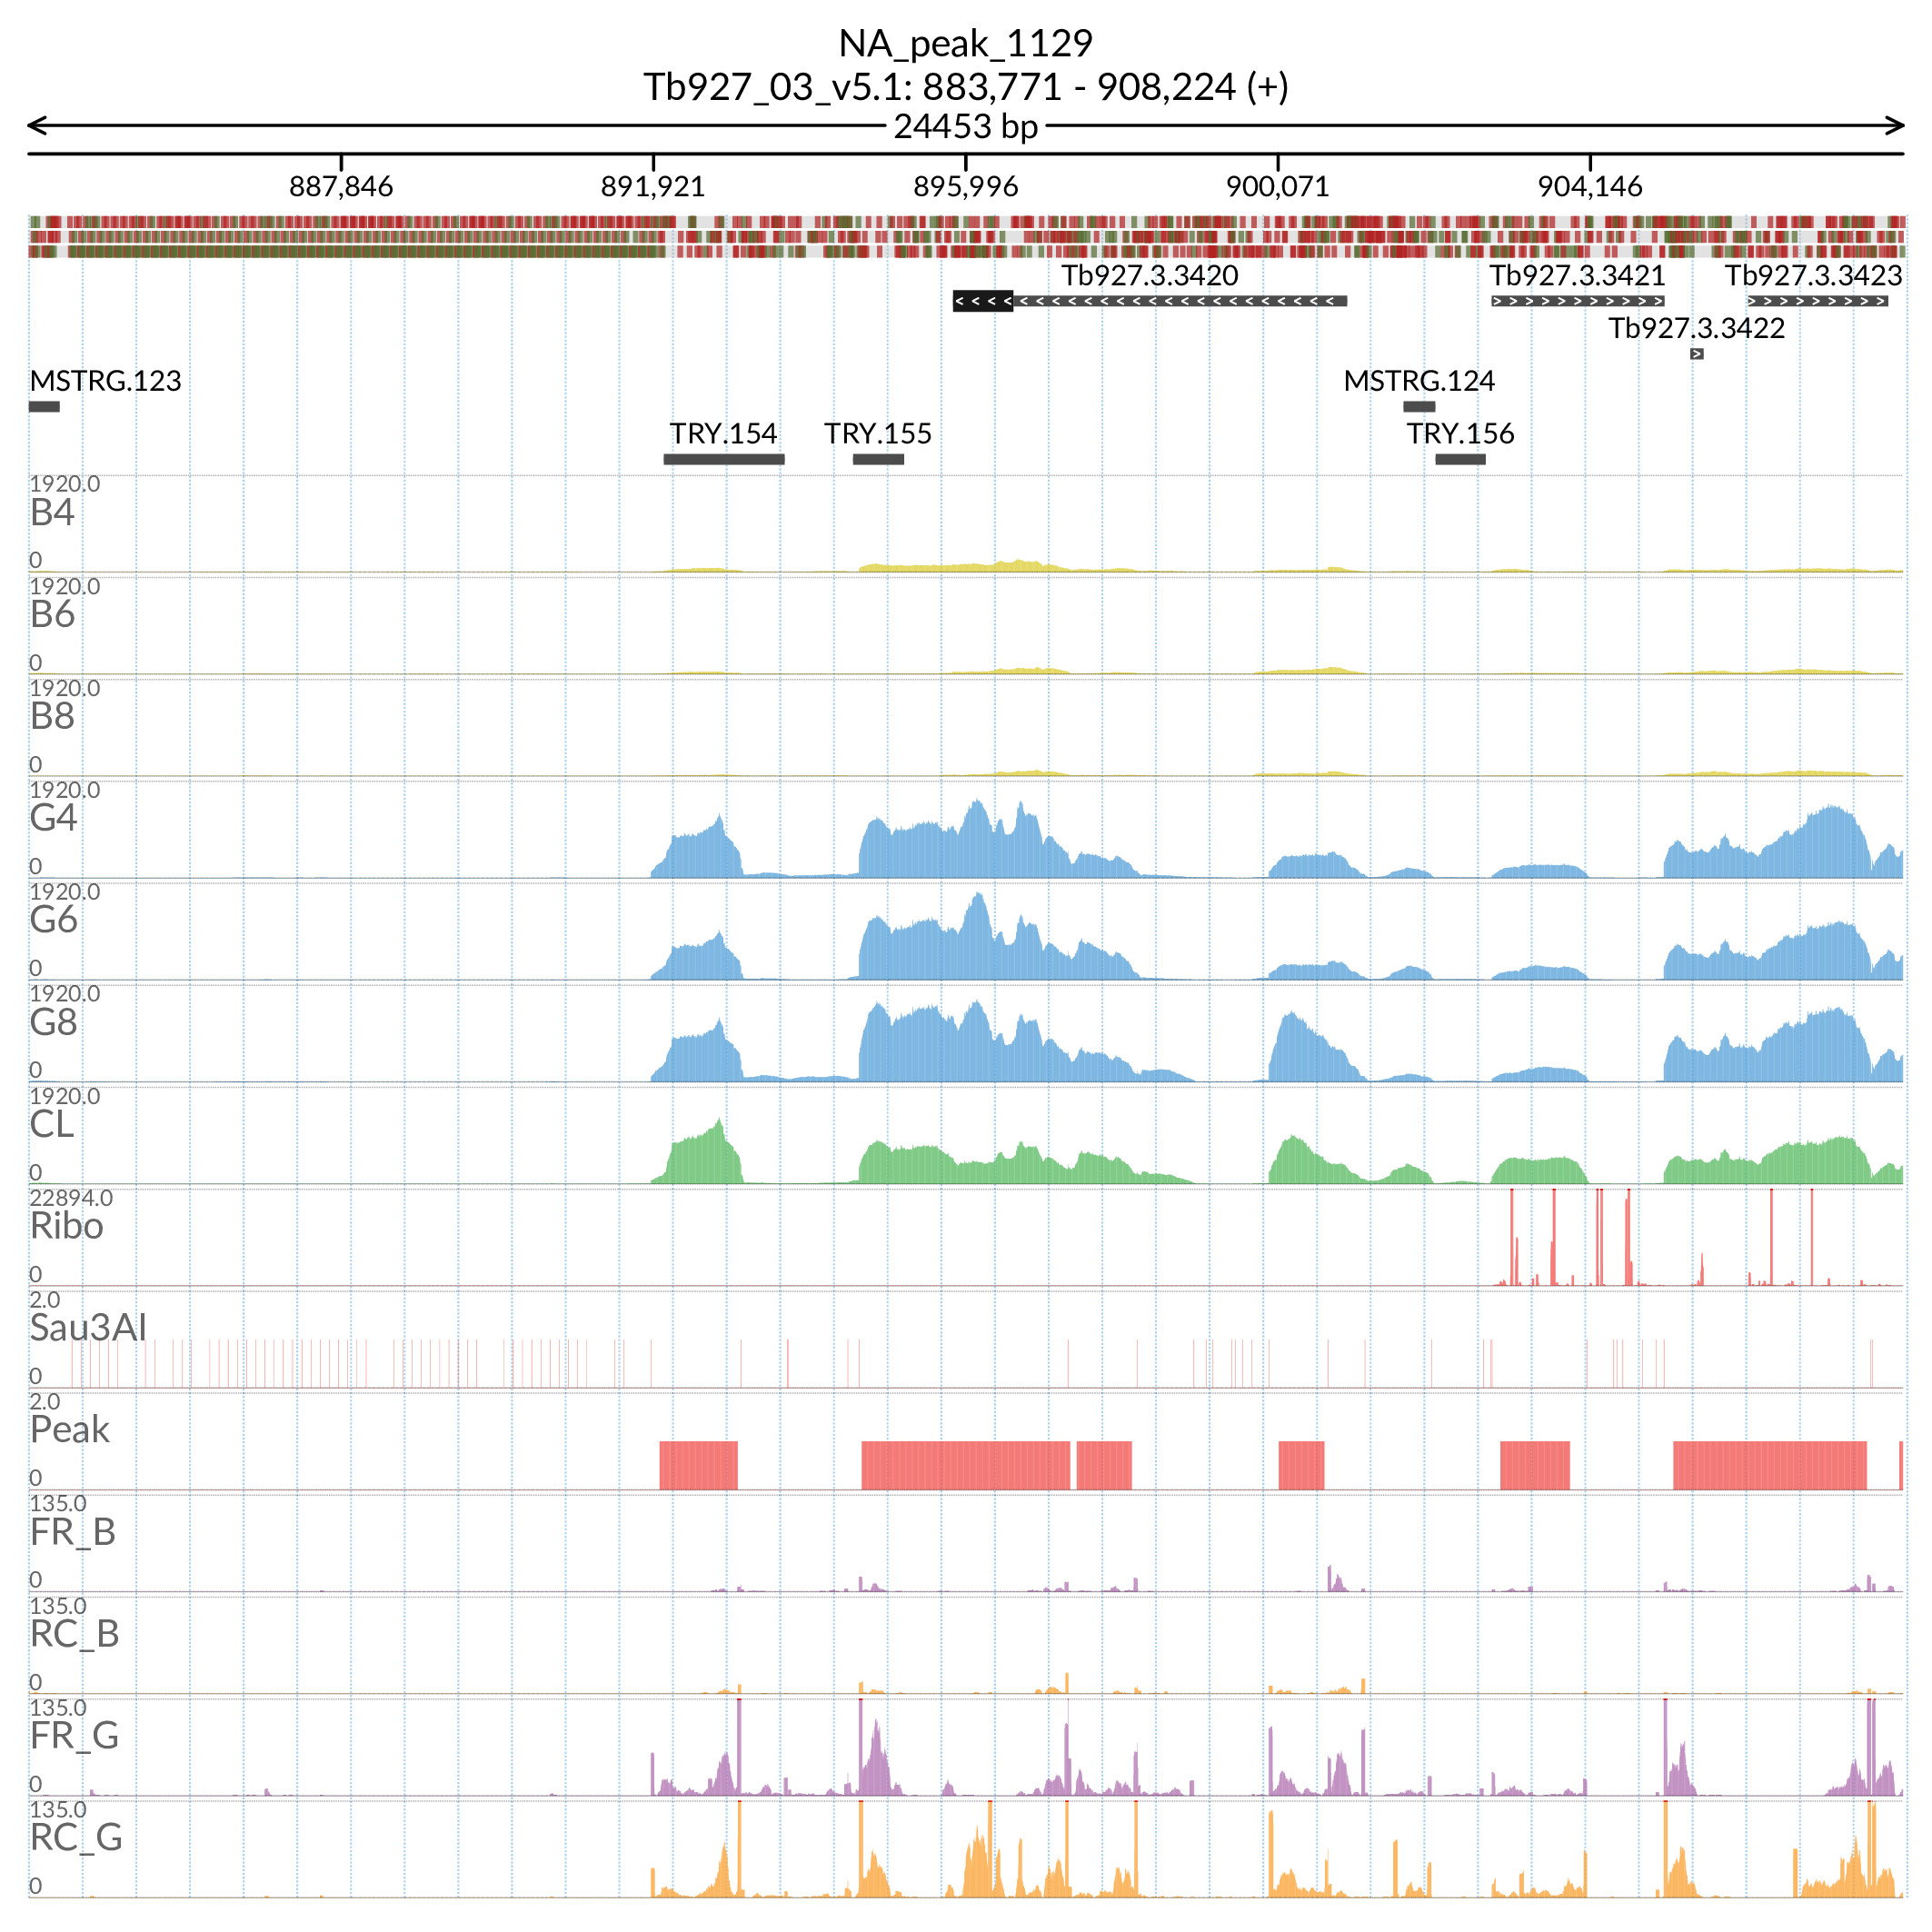 NA_peak_1129
Tb927_03_v5.1: 883,771 - 908,224 (+)
24453 bp
887,846 891,921 895,996 900,071 904,146
Tb927.3.3420 Tb927.3.3421 Tb927.3.3423
Tb927.3.3422
MSTRG.123 MSTRG.124
TRY.154 TRY.155 TRY.156
1920.0
B4
0
1920.0
B6
0
1920.0
B8
0
1920.0
G4
0
1920.0
G6
0
1920.0
G8
0
1920.0
CL
0
22894.0
Ribo
0
2.0
Sau3AI
0
2.0
Peak
0
135.0
FR_B
0
135.0
RC_B
0
135.0
FR_G
0
135.0
RC_G
0